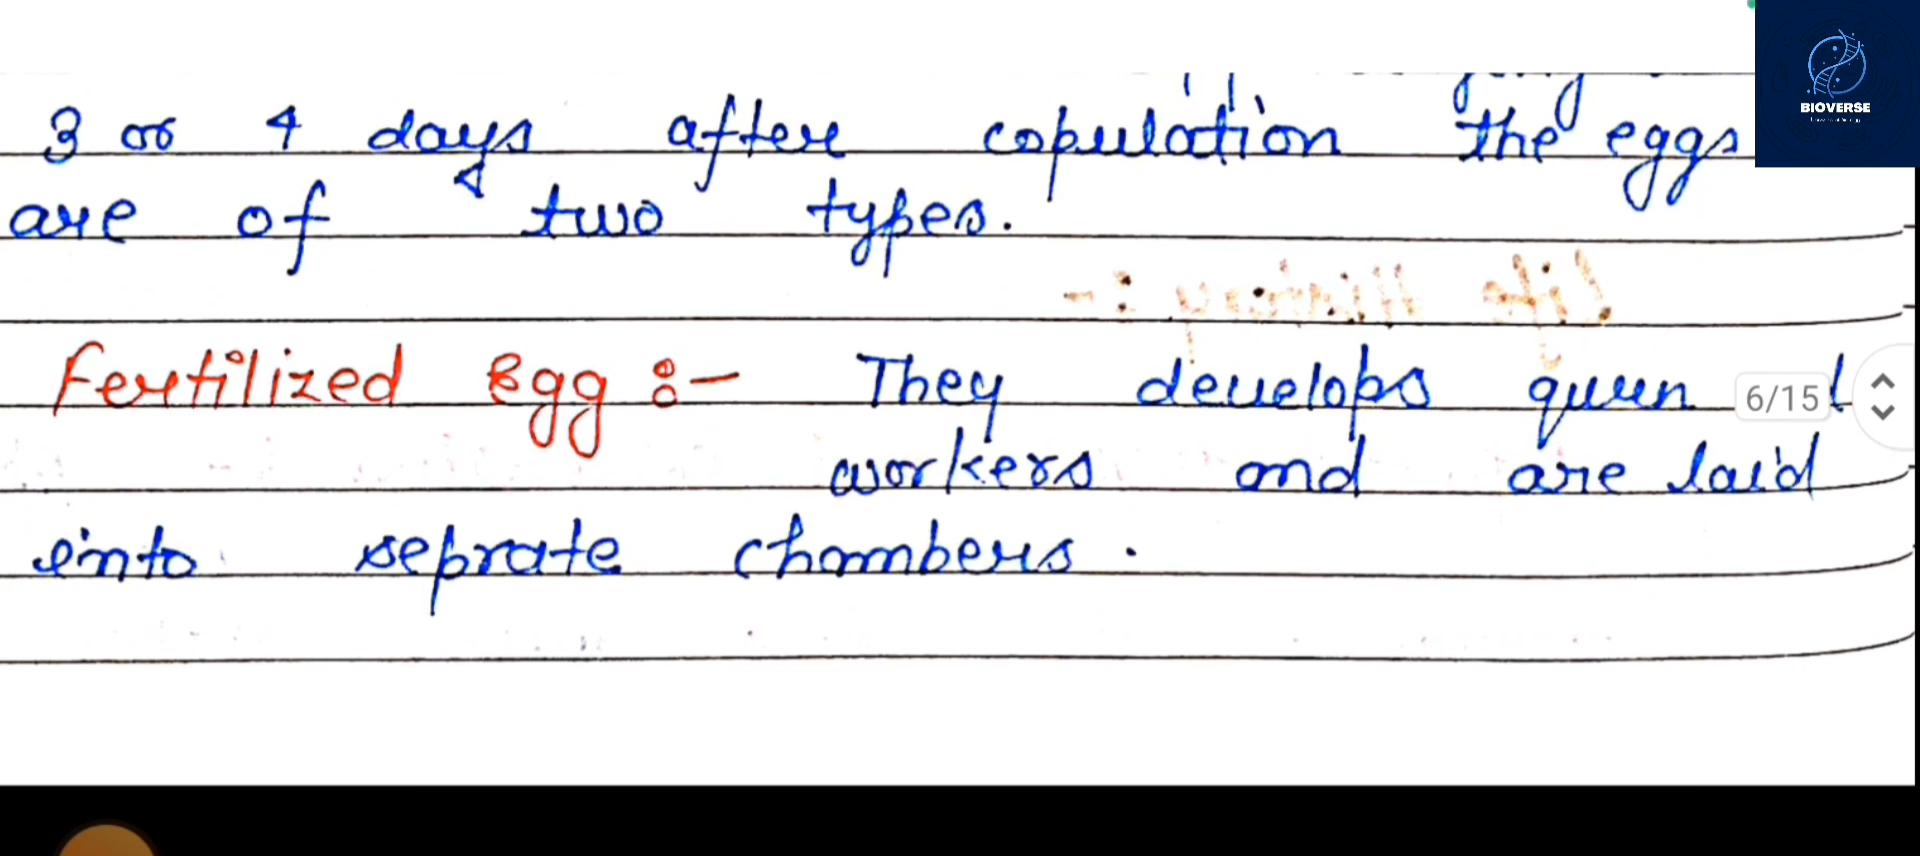 3 or 4 days after copulation the eggs
are of two types.
Fertilized Egg :- They develops queen
workers and are laid
into seprate chambers.
6/15
BIOVERSE